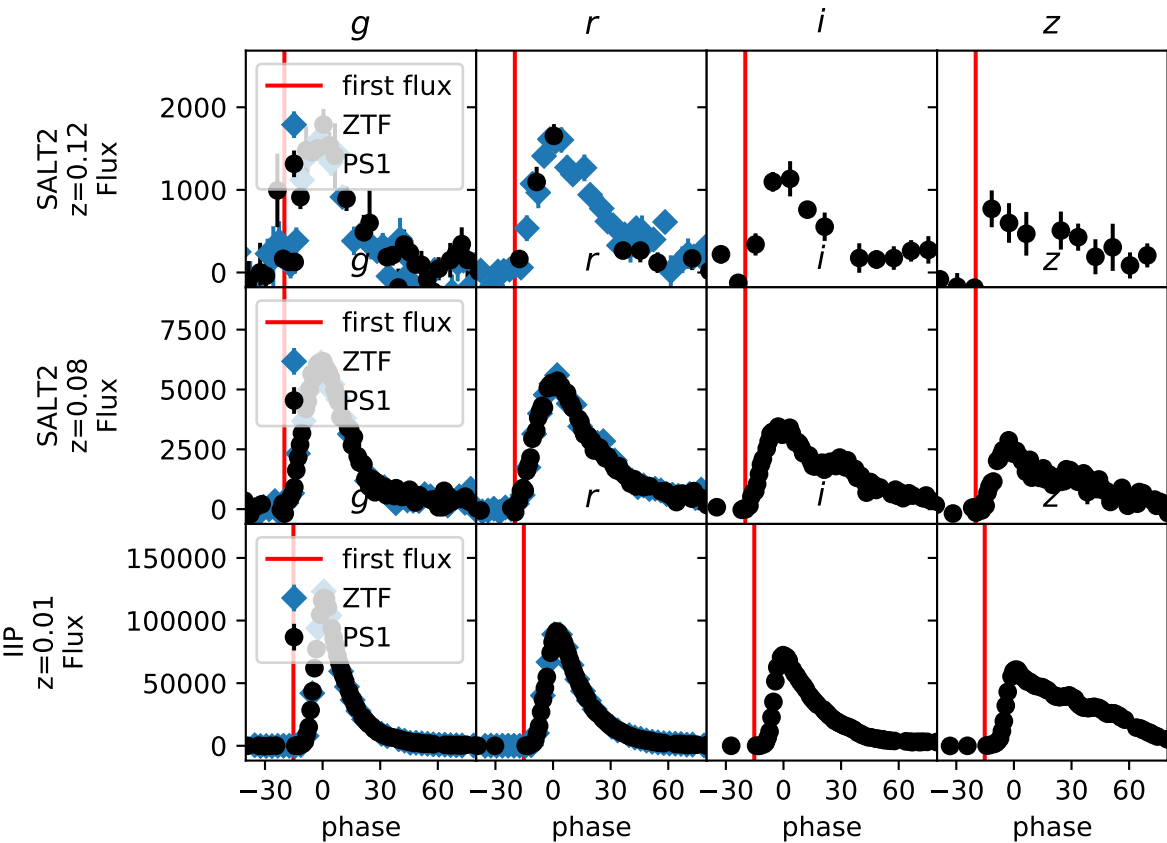 g r i z
SALT2
z=0.12
Flux
2000
1000
0
first flux
ZTF
PS1
g r i z
SALT2
z=0.08
Flux
7500
5000
2500
0
first flux
ZTF
PS1
g r i z
IIP
z=0.01
Flux
150000
100000
50000
0
first flux
ZTF
PS1
−30 0 30 60 −30 0 30 60 −30 0 30 60 −30 0 30 60
phase phase phase phase